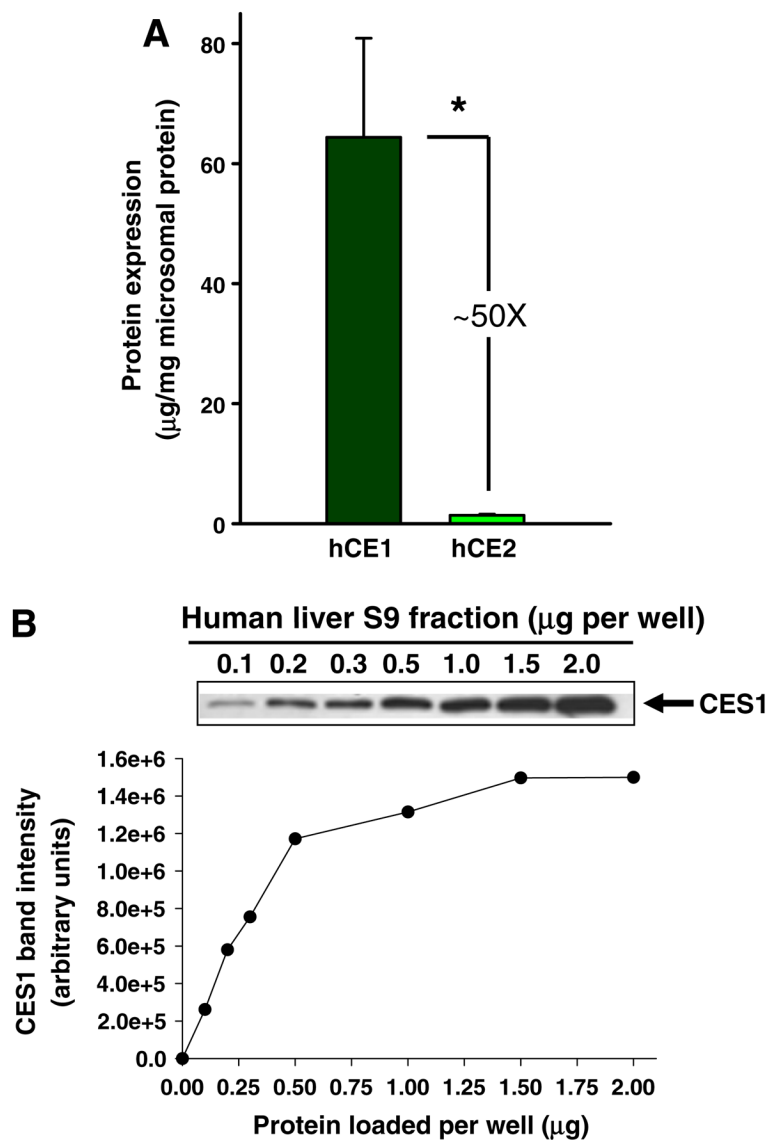 A
Protein expression
(μg/mg microsomal protein)
80
60
40
20
0
*
~50X
hCE1 hCE2
B
Human liver S9 fraction (μg per well)
0.1 0.2 0.3 0.5 1.0 1.5 2.0
CES1
CES1 band intensity
(arbitrary units)
1.6e+6
1.4e+6
1.2e+6
1.0e+6
8.0e+5
6.0e+5
4.0e+5
2.0e+5
0.0
0.00 0.25 0.50 0.75 1.00 1.25 1.50 1.75 2.00
Protein loaded per well (μg)